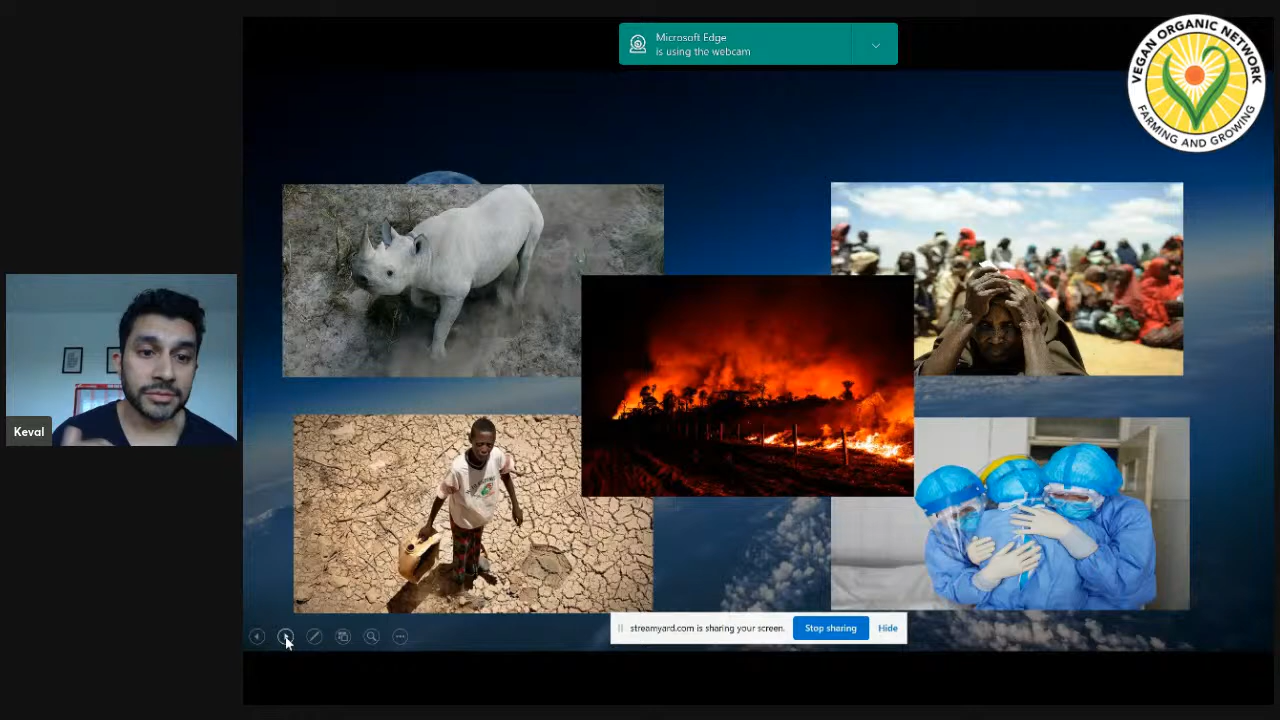 Microsoft Edge
is using the webcam
VEGAN ORGANIC NETWORK
FARMING AND GROWING
Keval
streamyard.com is sharing your screen.
Stop sharing
Hide